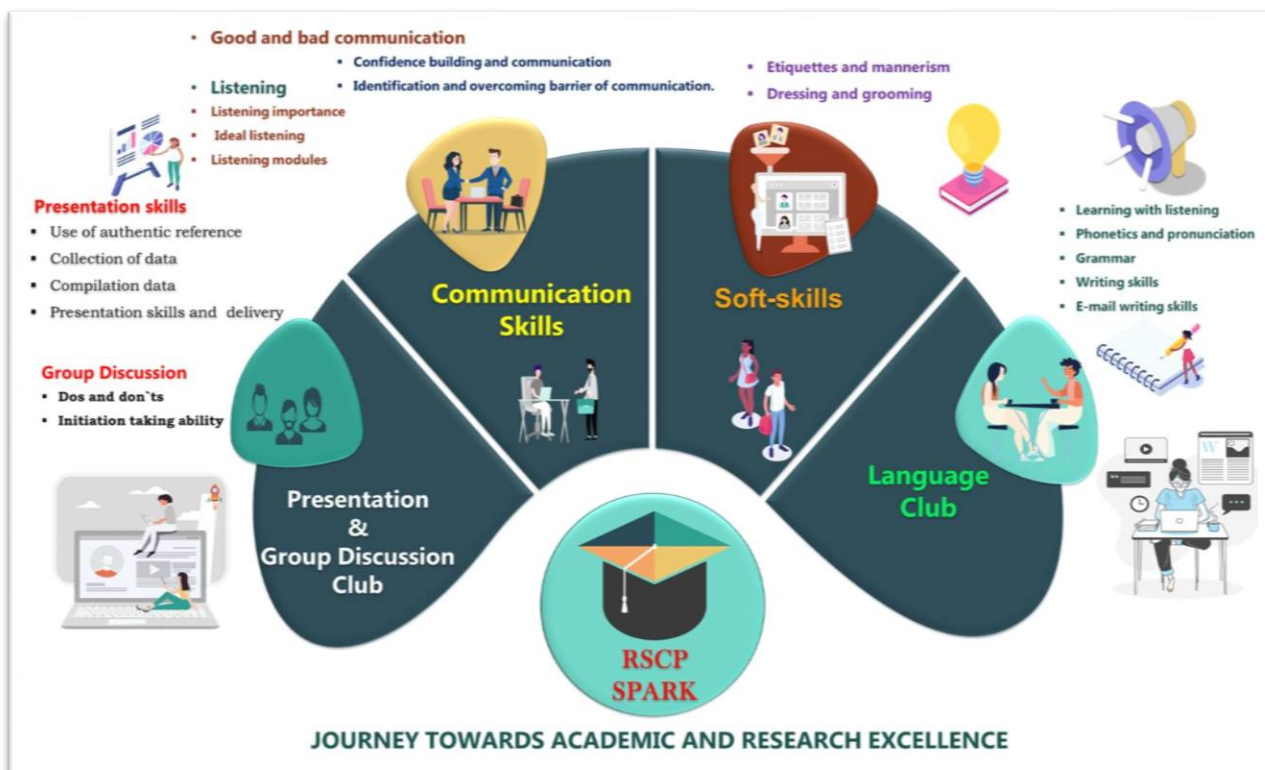 Good and bad communication
Confidence building and communication
Identification and overcoming barrier of communication.
Listening
Listening importance
Ideal listening
Listening modules
Etiquettes and mannerism
Dressing and grooming
Presentation skills
Use of authentic reference
Collection of data
Compilation data
Presentation skills and delivery
Group Discussion
Dos and don`ts
Initiation taking ability
Learning with listening
Phonetics and pronunciation
Grammar
Writing skills
E-mail writing skills
Presentation
&
Group Discussion
Club
Communication
Skills
Soft-skills
Language
Club
W
RSCP
SPARK
JOURNEY TOWARDS ACADEMIC AND RESEARCH EXCELLENCE